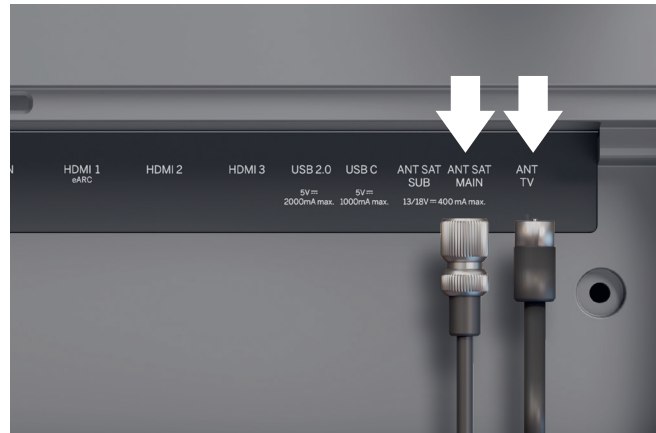 N
HDMI 1
eARC
HDMI 2
HDMI 3
USB 2.0
5V⎓
2000mA max.
USB C
5V⎓
1000mA max.
ANT SAT
SUB
ANT SAT
MAIN
13/18V⎓400 mA max.
ANT
TV